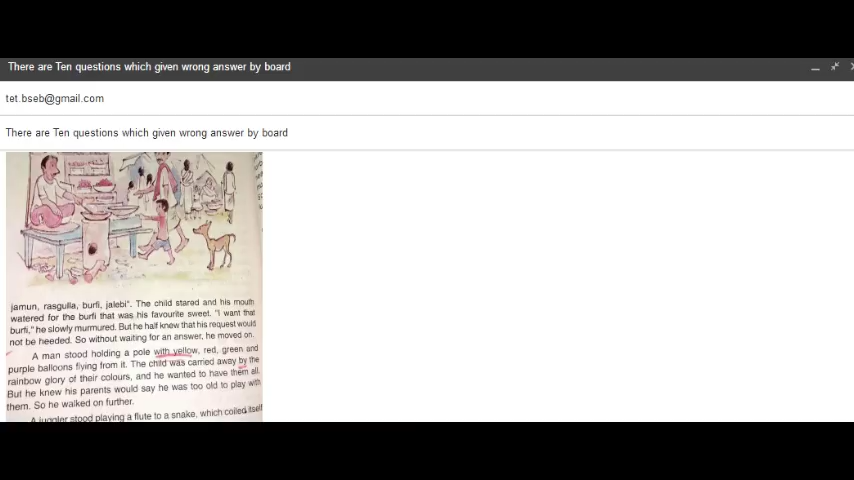 There are Ten questions which given wrong answer by board
tet.bseb@gmail.com
There are Ten questions which given wrong answer by board
jamun, rasgulla, burfi, jalebi". The child stared and his mouth
watered for the burfi that was his favourite sweet. "I want that
burfi," he slowly murmured. But he half knew that his request would
not be heeded. So without waiting for an answer, he moved on.
A man stood holding a pole with yellow, red, green and
purple balloons flying from it. The child was carried away by the
rainbow glory of their colours, and he wanted to have them all.
But he knew his parents would say he was too old to play with
them. So he walked on further.
A juggler stood playing a flute to a snake, which coiled itself